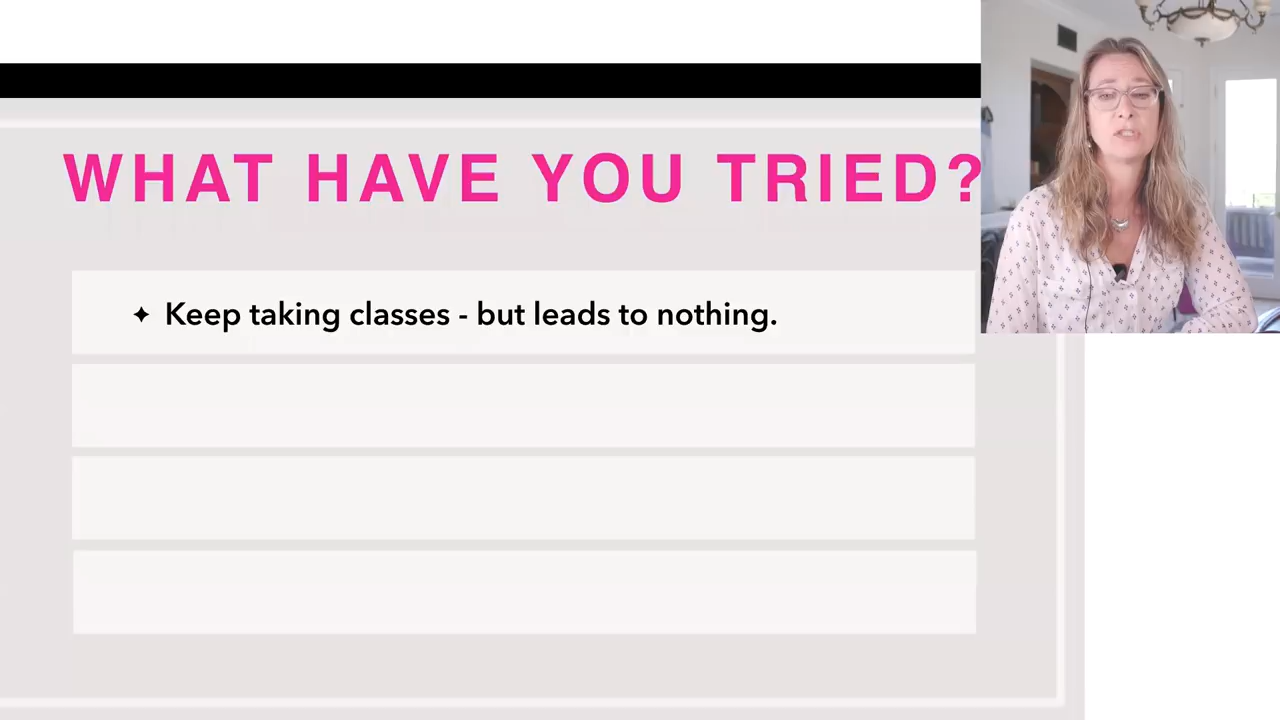 WHAT HAVE YOU TRIED?
✦ Keep taking classes - but leads to nothing.